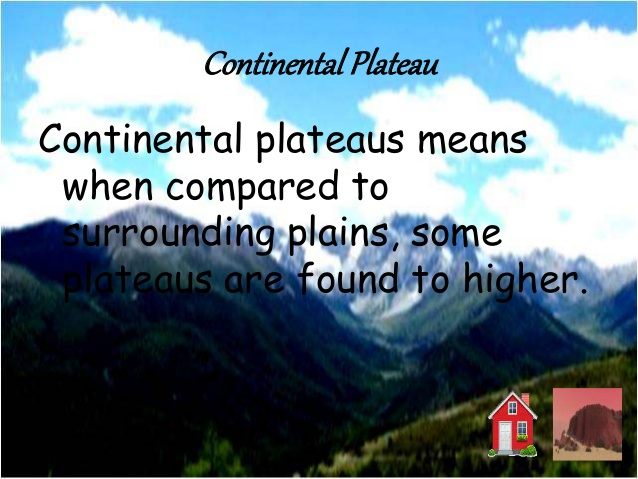 Continental Plateau
Continental plateaus means
when compared to
surrounding plains, some
plateaus are found to higher.